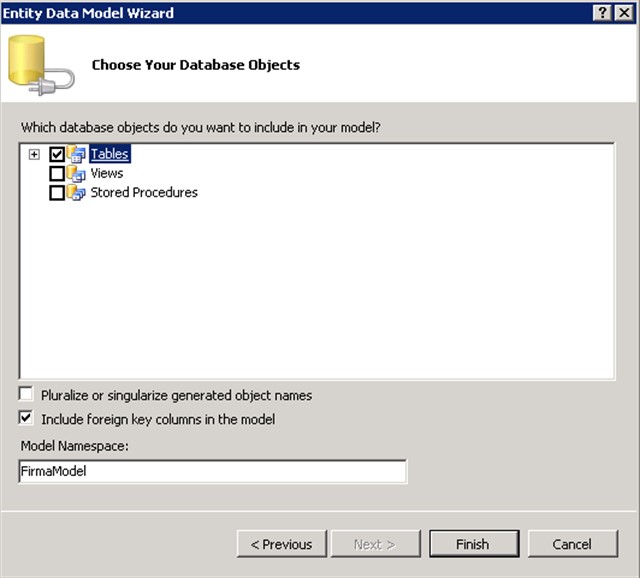 Entity Data Model Wizard
Choose Your Database Objects
Which database objects do you want to include in your model?
Tables
Views
Stored Procedures
Pluralize or singularize generated object names
Include foreign key columns in the model
Model Namespace:
FirmaModel
< Previous Next > Finish Cancel